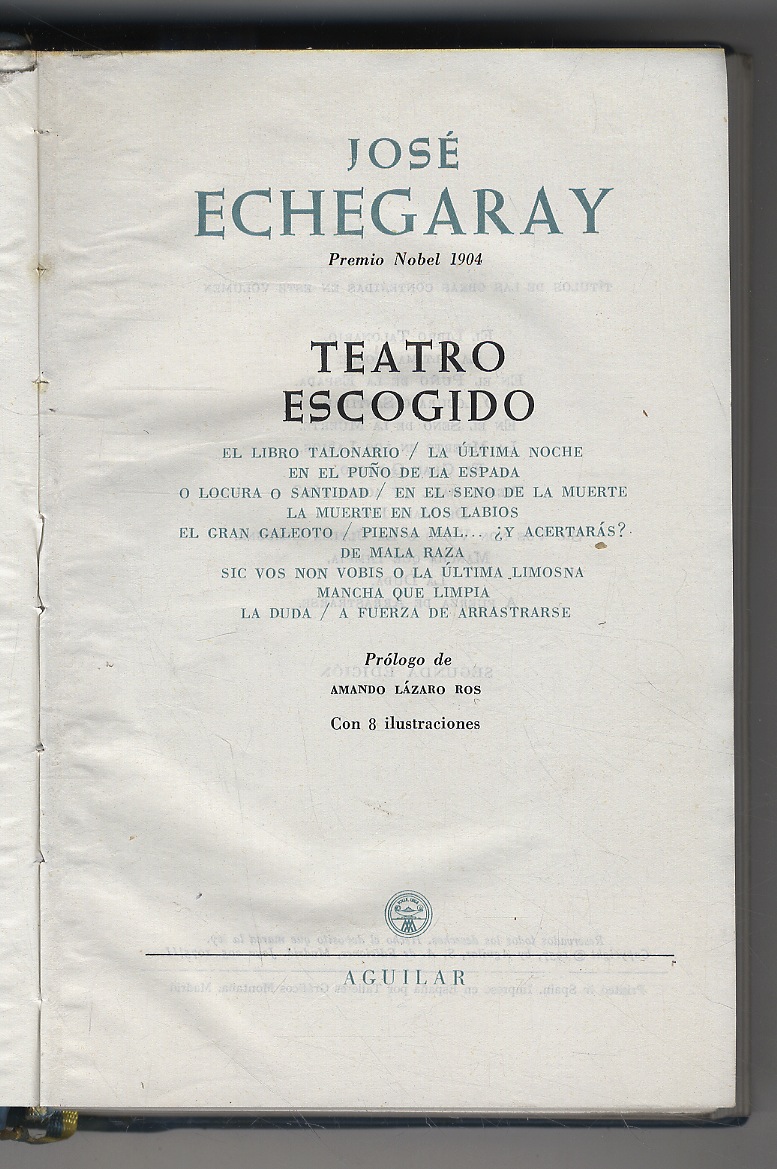 JOSÉ
ECHEGARAY
Premio Nobel 1904
TEATRO
ESCOGIDO
EL LIBRO TALONARIO / LA ÚLTIMA NOCHE
EN EL PUÑO DE LA ESPADA
O LOCURA O SANTIDAD / EN EL SENO DE LA MUERTE
LA MUERTE EN LOS LABIOS
EL GRAN GALEOTO / PIENSA MAL... ¿Y ACERTARÁS?
DE MALA RAZA
SIC VOS NON VOBIS O LA ÚLTIMA LIMOSNA
MANCHA QUE LIMPIA
LA DUDA / A FUERZA DE ARRASTRARSE
Prólogo de
AMANDO LÁZARO ROS
Con 8 ilustraciones
AGUILAR